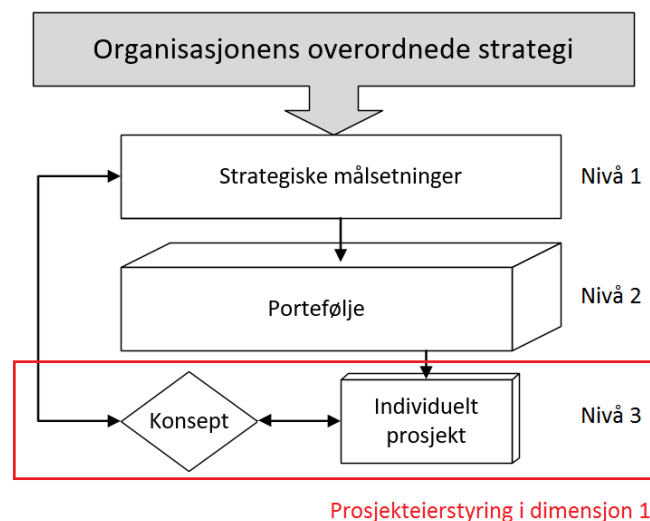 Organisasjonens overordnede strategi
Strategiske målsetninger
Nivå 1
Portefølje
Nivå 2
Konsept
Individuelt
prosjekt
Nivå 3
Prosjekteierstyring i dimensjon 1